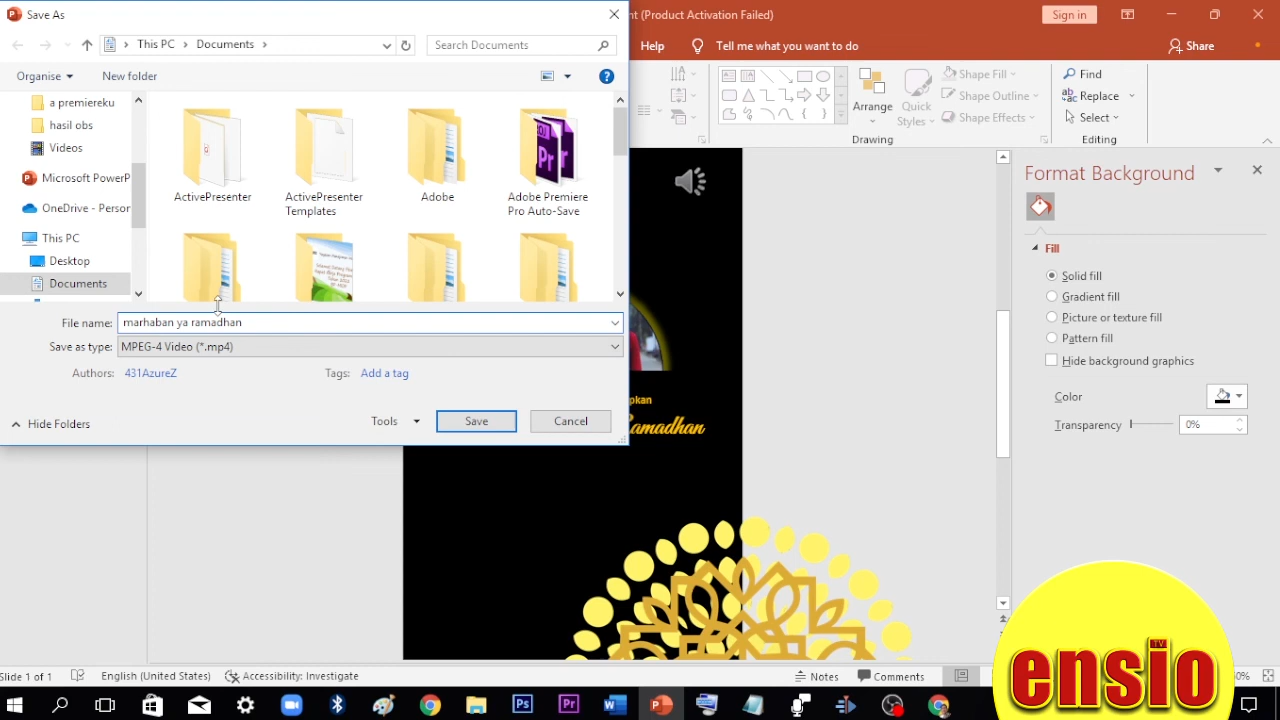 Save As
nt (Product Activation Failed)
Sign in
This PC
Documents
Search Documents
Help
Tell me what you want to do
Share
Organise
New folder
a premiereku
hasil obs
Videos
Microsoft PowerP
OneDrive - Person
This PC
Desktop
Documents
ActivePresenter
ActivePresenter
Templates
Adobe
Adobe Premiere
Pro Auto-Save
File name:
marhaban ya ramadhan
Save as type:
MPEG-4 Video (*.mp4)
Authors:
431AzureZ
Tags:
Add a tag
Hide Folders
Tools
Save
Cancel
Arrange
Quick
Styles
Shape Fill
Shape Outline
Shape Effects
Drawing
Find
Replace
Select
Editing
Format Background
Fill
Solid fill
Gradient fill
Picture or texture fill
Pattern fill
Hide background graphics
Color
Transparency
0%
pkan
Ramadhan
Slide 1 of 1
English (United States)
Accessibility: Investigate
Notes
Comments
TV
ensio